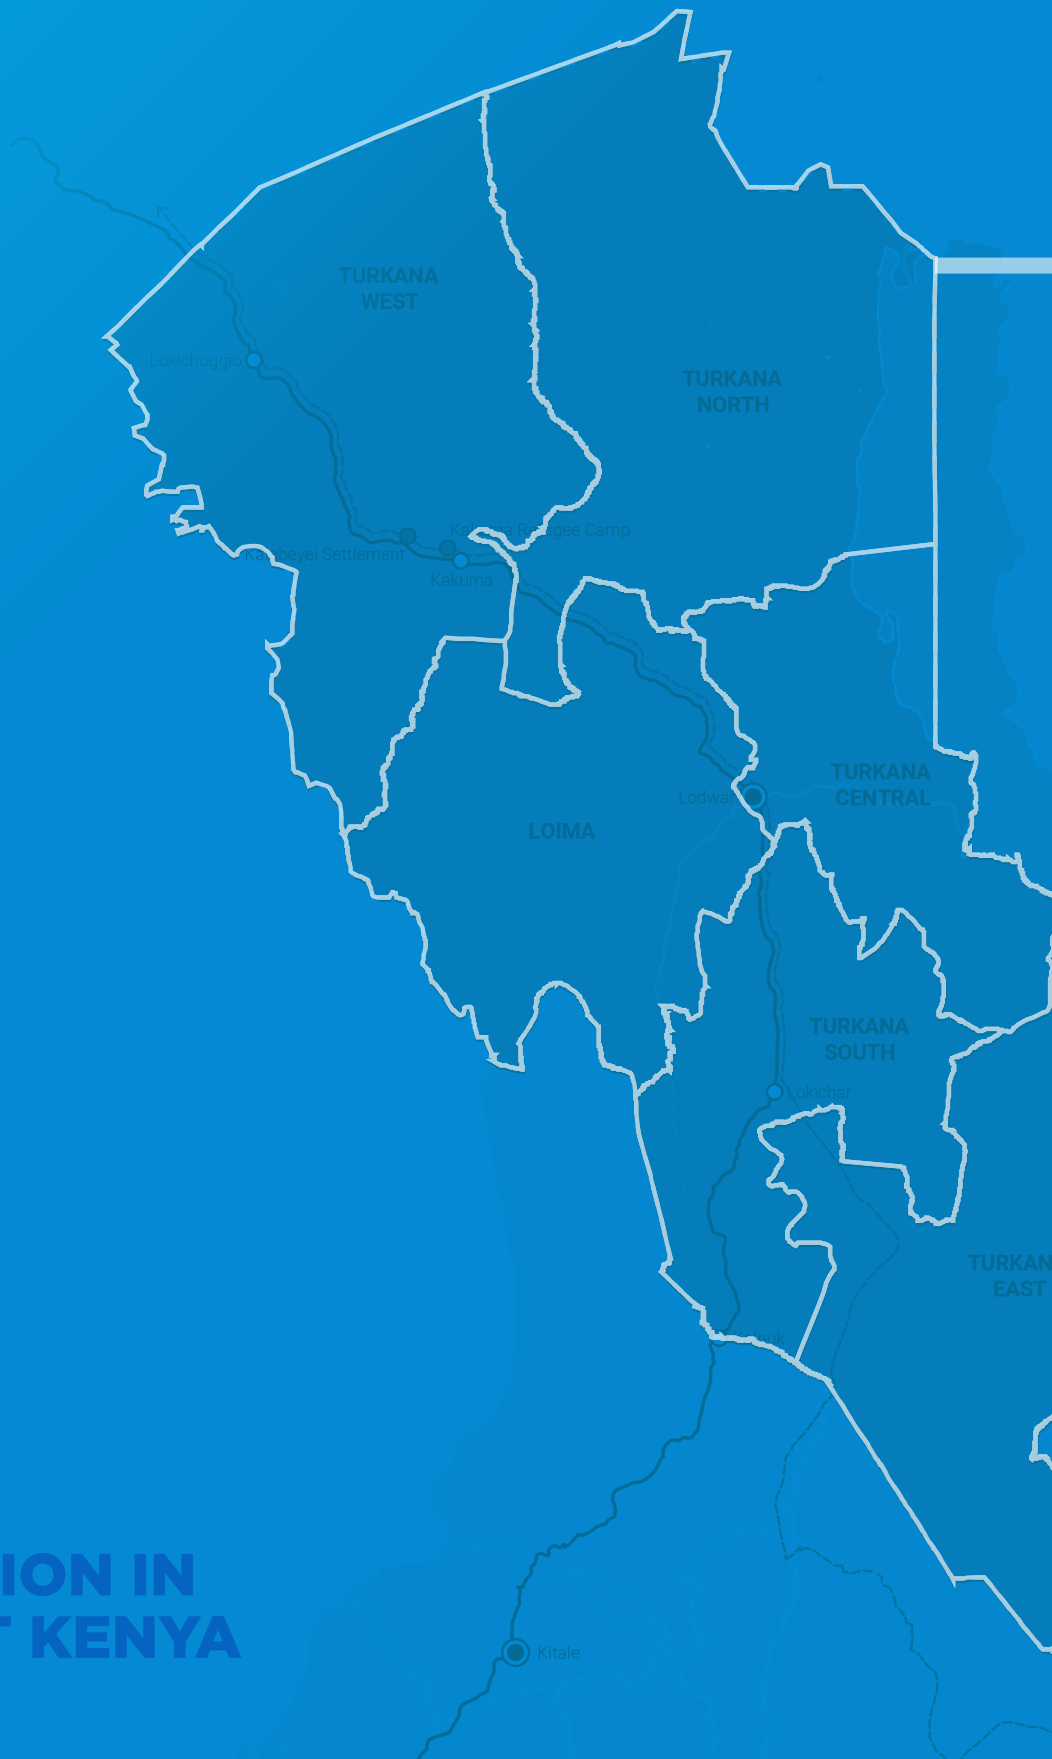 TURKANA
WEST
Lokichoggio
TURKANA
NORTH
Kakuma Refugee Camp
Kalobeyei Settlement
Kakuma
TURKANA
CENTRAL
Lodwar
LOIMA
TURKANA
SOUTH
Lokichar
TURKAN
EAST
ION IN
T KENYA
Kitale